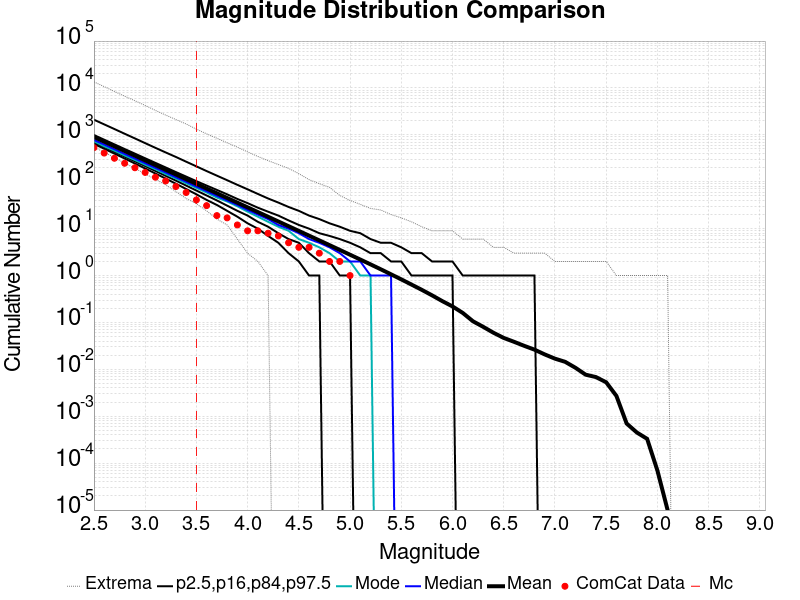 Magnitude Distribution Comparison
Cumulative Number
10^5
10^4
10^3
10^2
10^1
10^0
10^-1
10^-2
10^-3
10^-4
10^-5
2.5 3.0 3.5 4.0 4.5 5.0 5.5 6.0 6.5 7.0 7.5 8.0 8.5 9.0
Magnitude
Extrema p2.5,p16,p84,p97.5 Mode Median Mean ComCat Data Mc